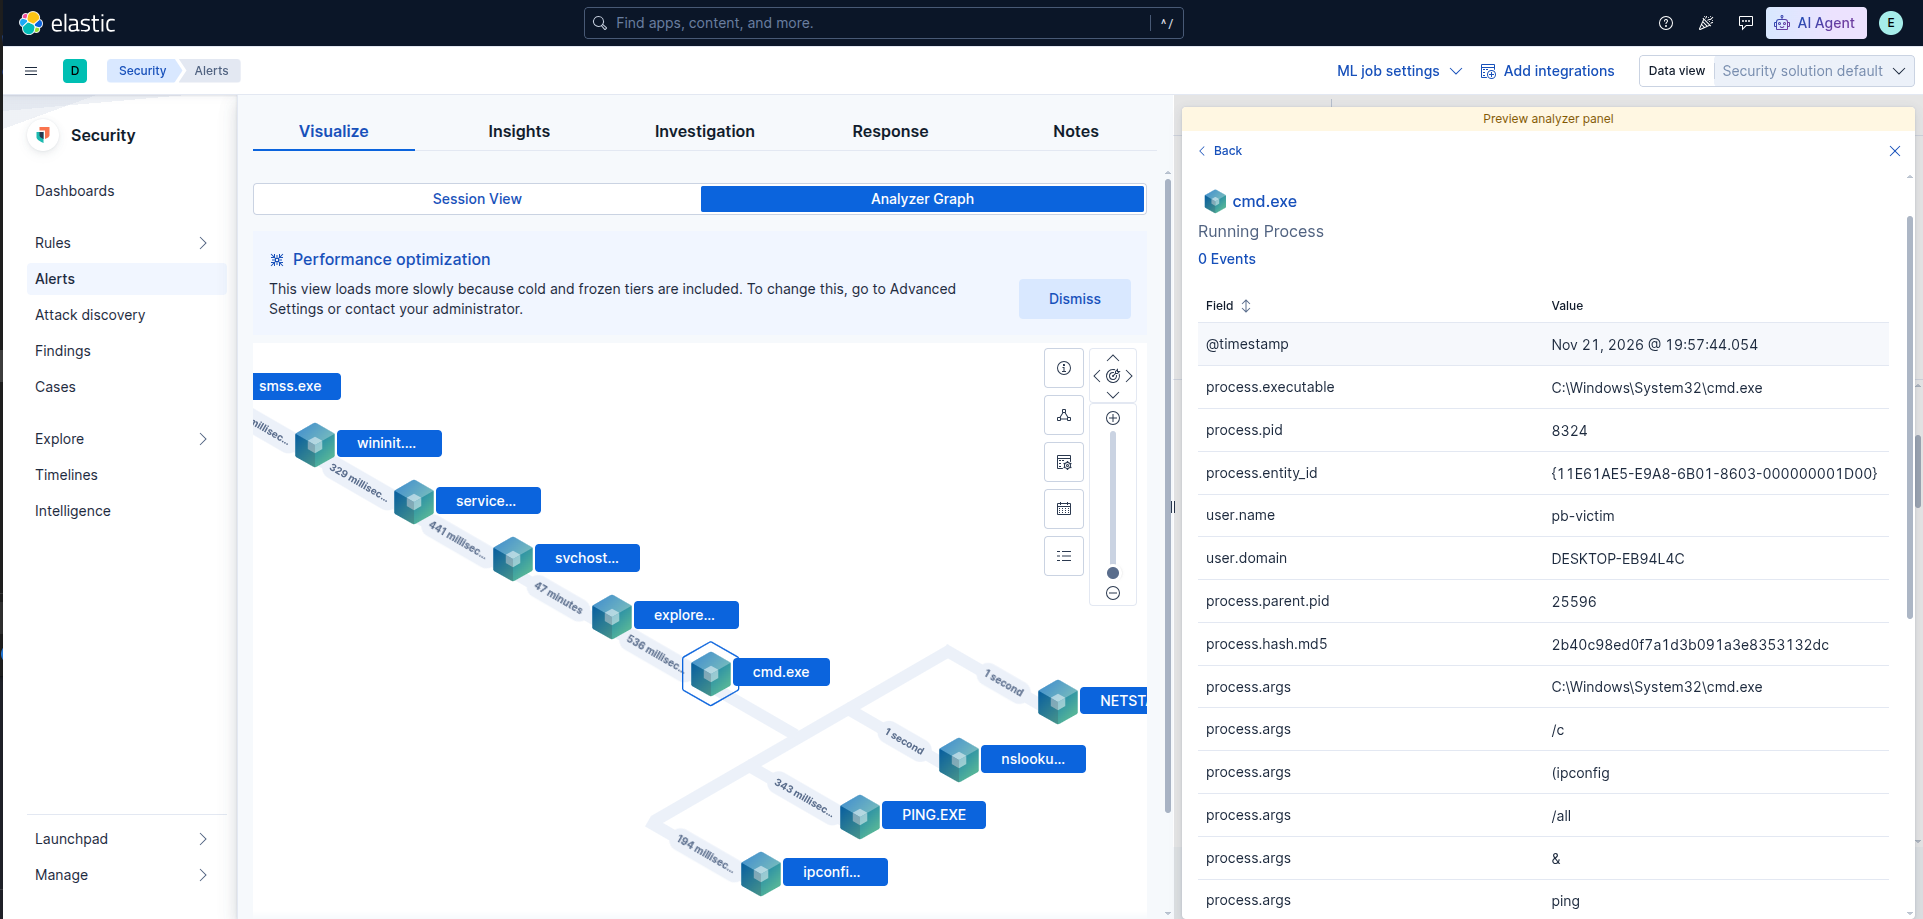 elastic
Find apps, content, and more.
^ /
AI Agent
E
D
Security
Alerts
ML job settings
Add integrations
Data view
Security solution default
Security
Dashboards
Rules
Alerts
Attack discovery
Findings
Cases
Explore
Timelines
Intelligence
Launchpad
Manage
Visualize
Insights
Investigation
Response
Notes
Session View
Analyzer Graph
Performance optimization
This view loads more slowly because cold and frozen tiers are included. To change this, go to Advanced
Settings or contact your administrator.
Dismiss
smss.exe
millisec...
wininit....
329 millisec...
service...
441 millisec...
svchost...
47 minutes
explore...
536 millisec...
cmd.exe
1 second
NETST
1 second
nslooku...
343 millisec...
PING.EXE
194 millisec...
ipconfi...
Preview analyzer panel
Back
cmd.exe
Running Process
0 Events
Field Value
@timestamp Nov 21, 2026 @ 19:57:44.054
process.executable C:\Windows\System32\cmd.exe
process.pid 8324
process.entity_id {11E61AE5-E9A8-6B01-8603-000000001D00}
user.name pb-victim
user.domain DESKTOP-EB94L4C
process.parent.pid 25596
process.hash.md5 2b40c98ed0f7a1d3b091a3e8353132dc
process.args C:\Windows\System32\cmd.exe
process.args /c
process.args (ipconfig
process.args /all
process.args &
process.args ping